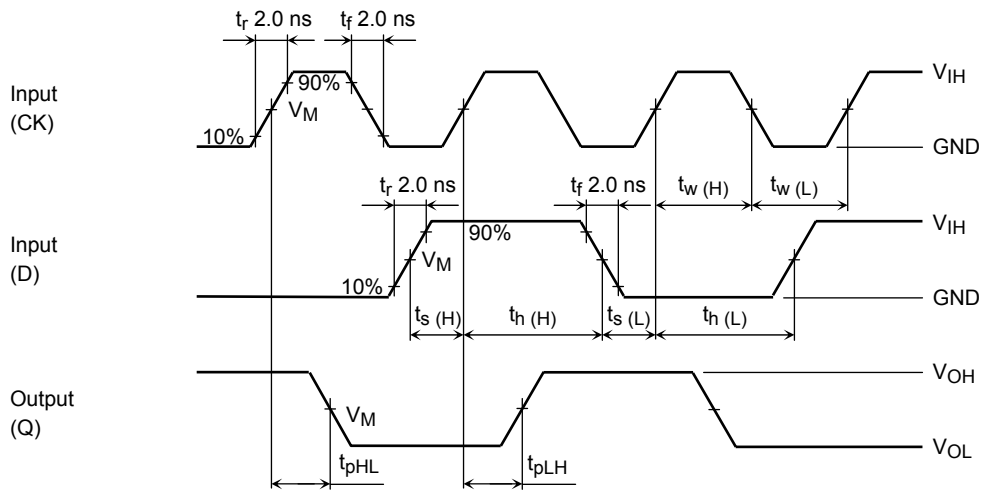 tr 2.0 ns tf 2.0 ns
Input
(CK)
90%
VM
10%
VIH
GND
tr 2.0 ns tf 2.0 ns tw (H) tw (L)
Input
(D)
90%
VM
10%
VIH
GND
ts (H) th (H) ts (L) th (L)
Output
(Q)
VM
VOH
VOL
tpHL tpLH